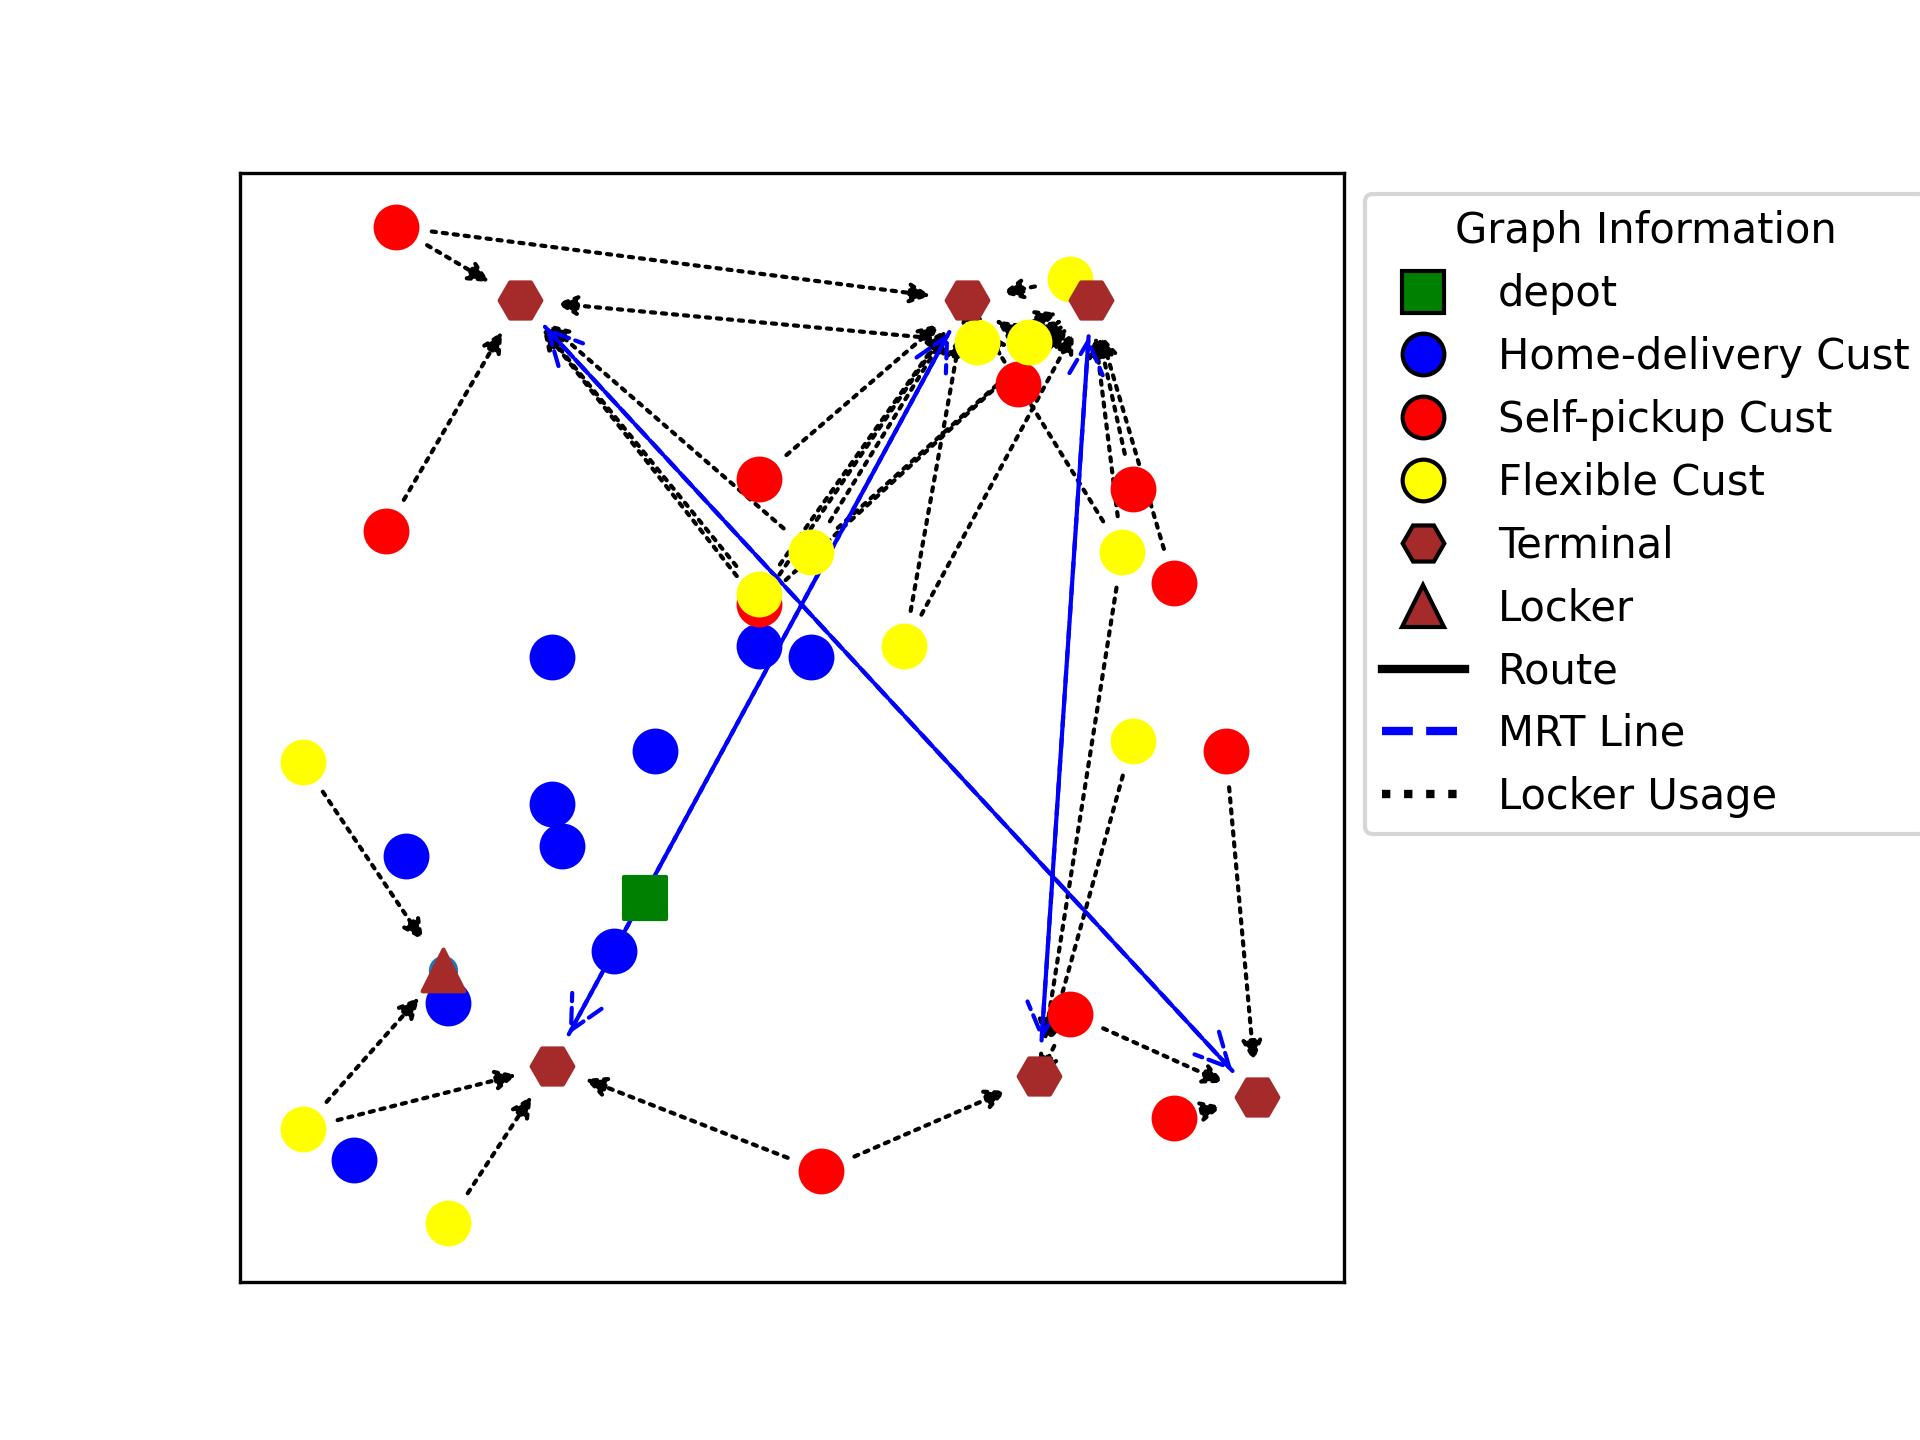 Graph Information
depot
Home-delivery Cust
Self-pickup Cust
Flexible Cust
Terminal
Locker
Route
MRT Line
Locker Usage